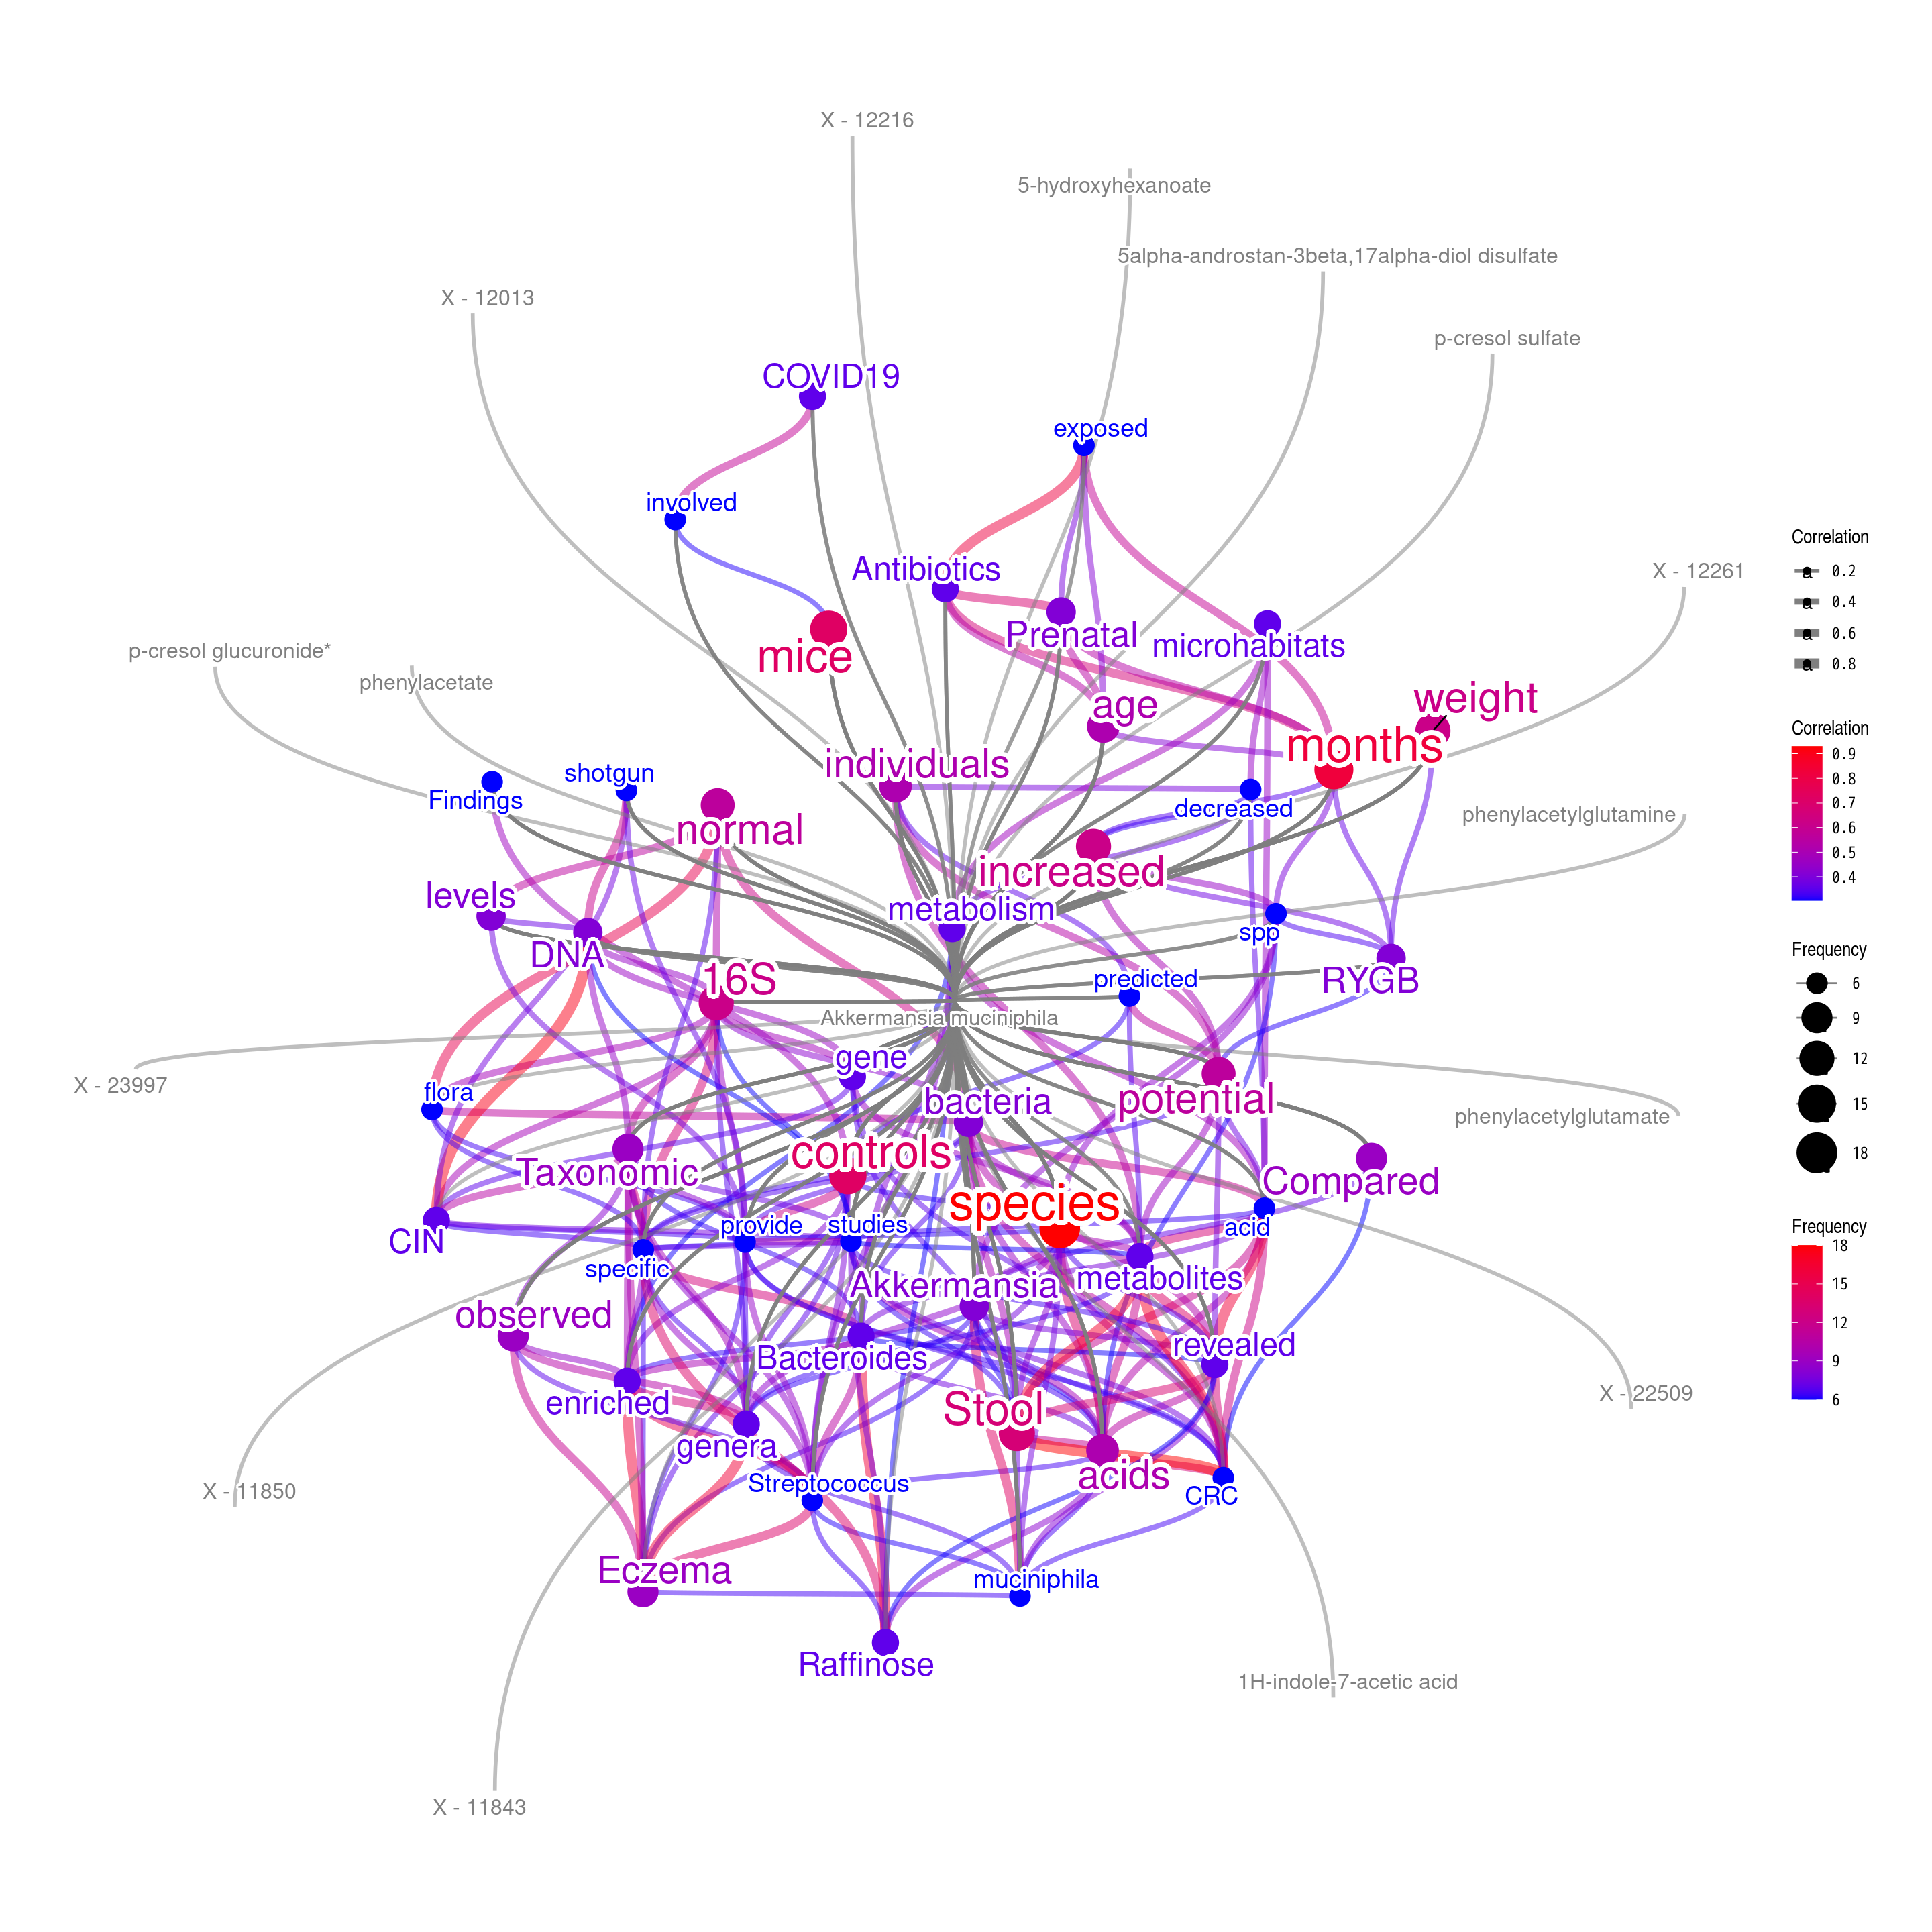 X - 12216
5-hydroxyhexanoate
5alpha-androstan-3beta,17alpha-diol disulfate
X - 12013
p-cresol sulfate
COVID19
exposed
involved
Antibiotics
X - 12261
Prenatal
microhabitats
mice
p-cresol glucuronide*
phenylacetate
age
weight
months
individuals
shotgun
Findings
decreased
phenylacetylglutamine
normal
increased
levels
metabolism
spp
DNA
16S
predicted
RYGB
Akkermansia muciniphila
gene
X - 23997
flora
bacteria
potential
phenylacetylglutamate
controls
Taxonomic
Compared
species
provide
studies
acid
CIN
specific
metabolites
Akkermansia
observed
revealed
Bacteroides
enriched
X - 22509
Stool
genera
acids
Streptococcus
CRC
X - 11850
Eczema
muciniphila
Raffinose
1H-indole-7-acetic acid
X - 11843
Correlation
a 0.2
a 0.4
a 0.6
a 0.8
Correlation
0.9
0.8
0.7
0.6
0.5
0.4
Frequency
6
9
12
15
18
Frequency
18
15
12
9
6